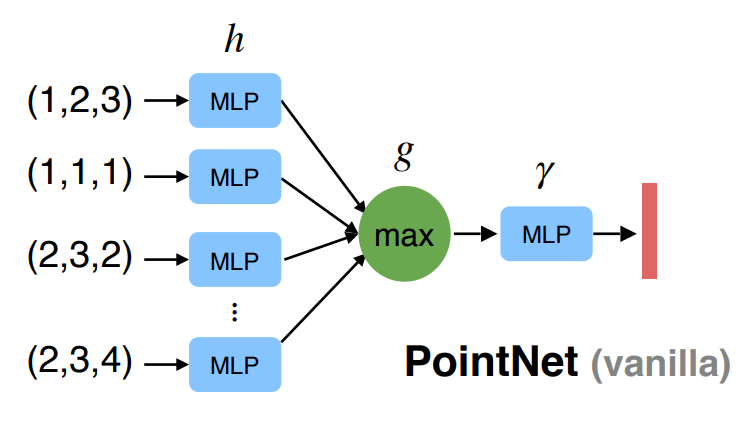 h
(1,2,3) MLP
g
(1,1,1) MLP
γ
max MLP
(2,3,2) MLP
⋮
(2,3,4) MLP
PointNet (vanilla)